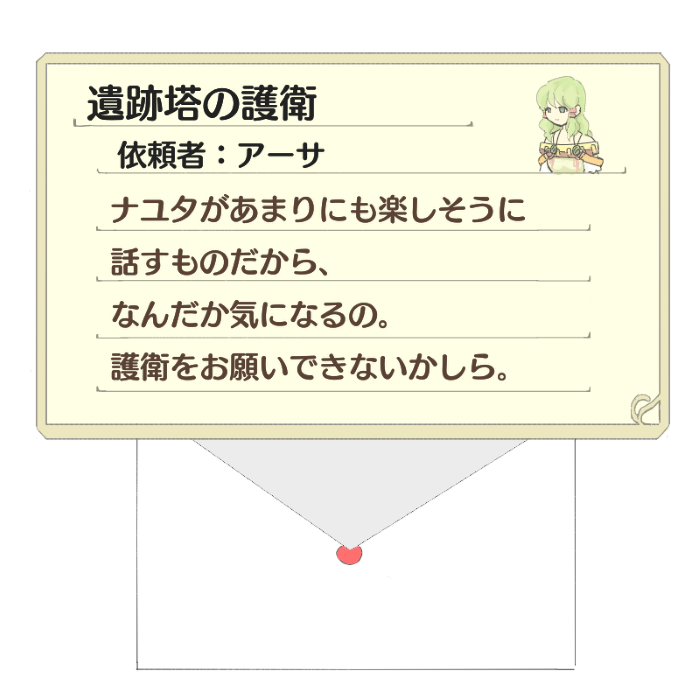 遺跡塔の護衛
依頼者：アーサ
ナユタがあまりにも楽しそうに
話すものだから、
なんだか気になるの。
護衛をお願いできないかしら。